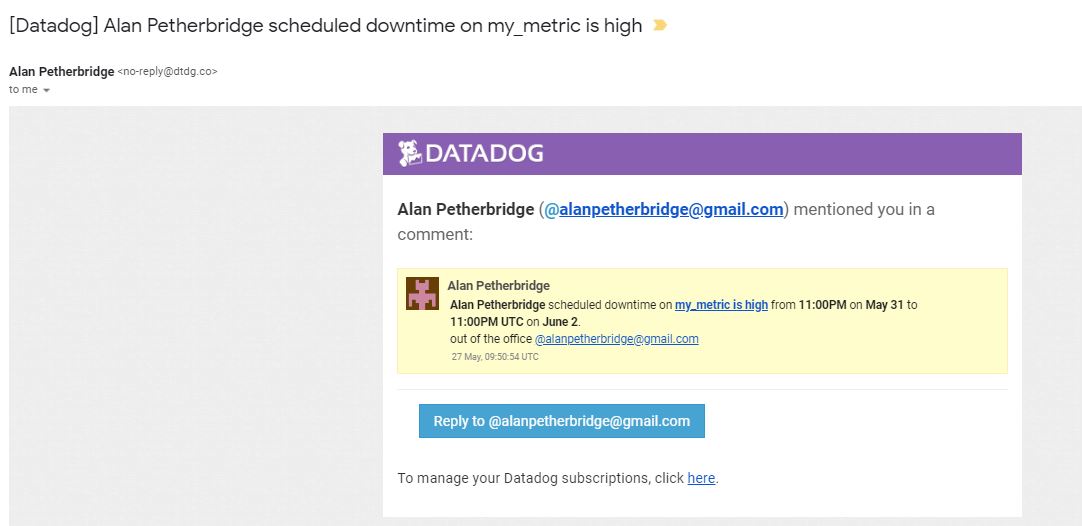 [Datadog] Alan Petherbridge scheduled downtime on my_metric is high
Alan Petherbridge <no-reply@dtdg.co>
to me
DATADOG
Alan Petherbridge (@alanpetherbridge@gmail.com) mentioned you in a
comment:
Alan Petherbridge
Alan Petherbridge scheduled downtime on my_metric is high from 11:00PM on May 31 to
11:00PM UTC on June 2.
out of the office @alanpetherbridge@gmail.com
27 May, 09:50:54 UTC
Reply to @alanpetherbridge@gmail.com
To manage your Datadog subscriptions, click here.